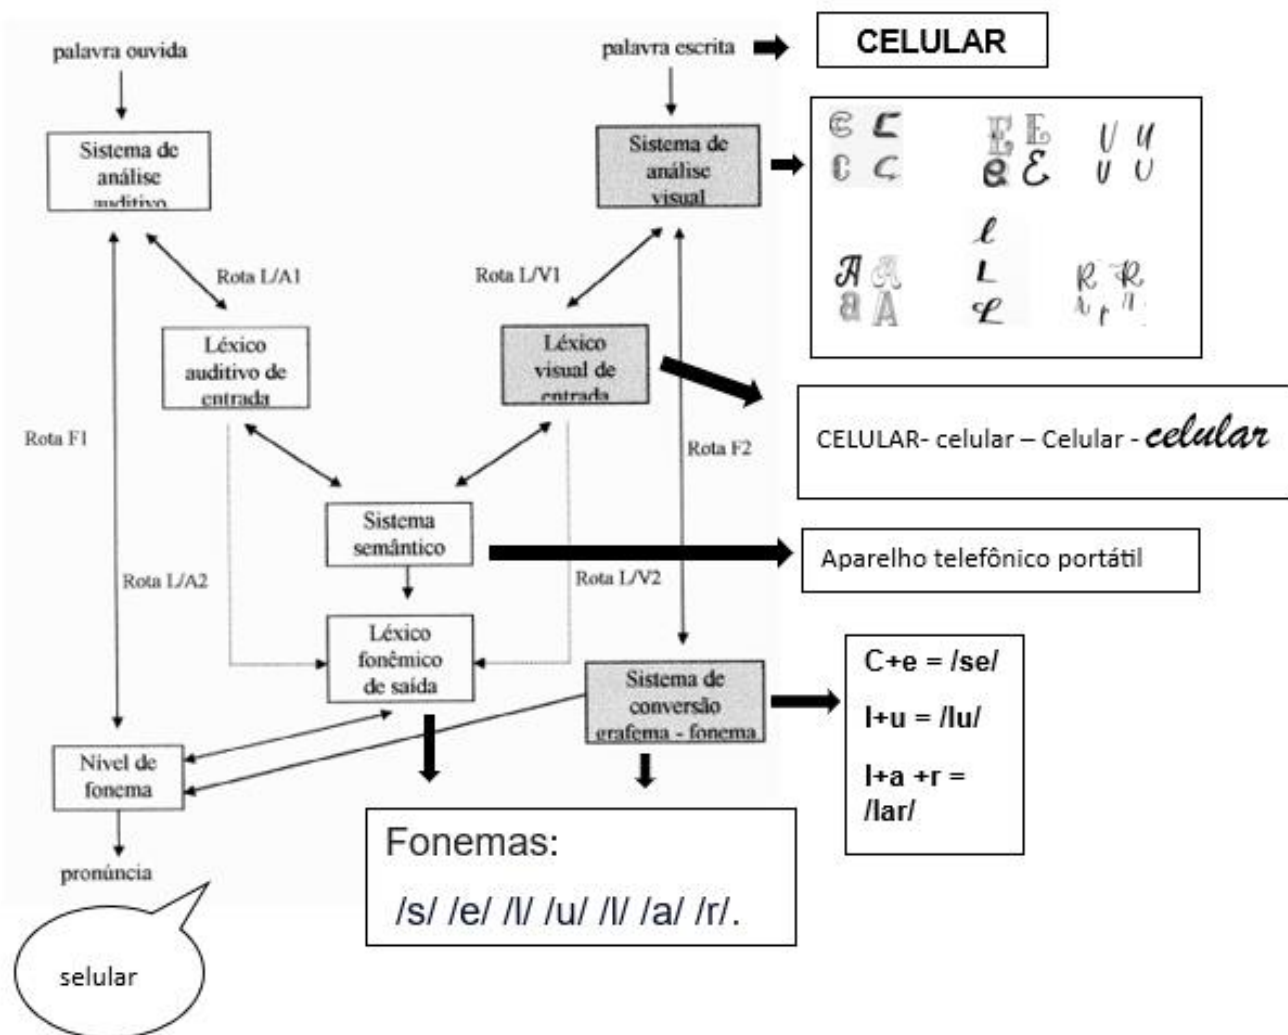 palavra ouvida
palavra escrita
CELULAR
Sistema de
análise
auditivo
Sistema de
análise
visual
C C
C C
E E
e E
U U
U U
A A
a A
l
L
L
R R
Rota L/A1
Rota L/V1
Léxico
auditivo de
entrada
Léxico
visual de
entrada
CELULAR- celular – Celular - celular
Rota F1
Rota F2
Sistema
semântico
Aparelho telefônico portátil
Rota L/A2
Rota L/V2
Léxico
fonêmico
de saída
Sistema de
conversão
grafema - fonema
C+e = /se/
l+u = /lu/
l+a +r =
/lar/
Nível de
fonema
pronúncia
Fonemas:
/s/ /e/ /l/ /u/ /l/ /a/ /r/.
selular